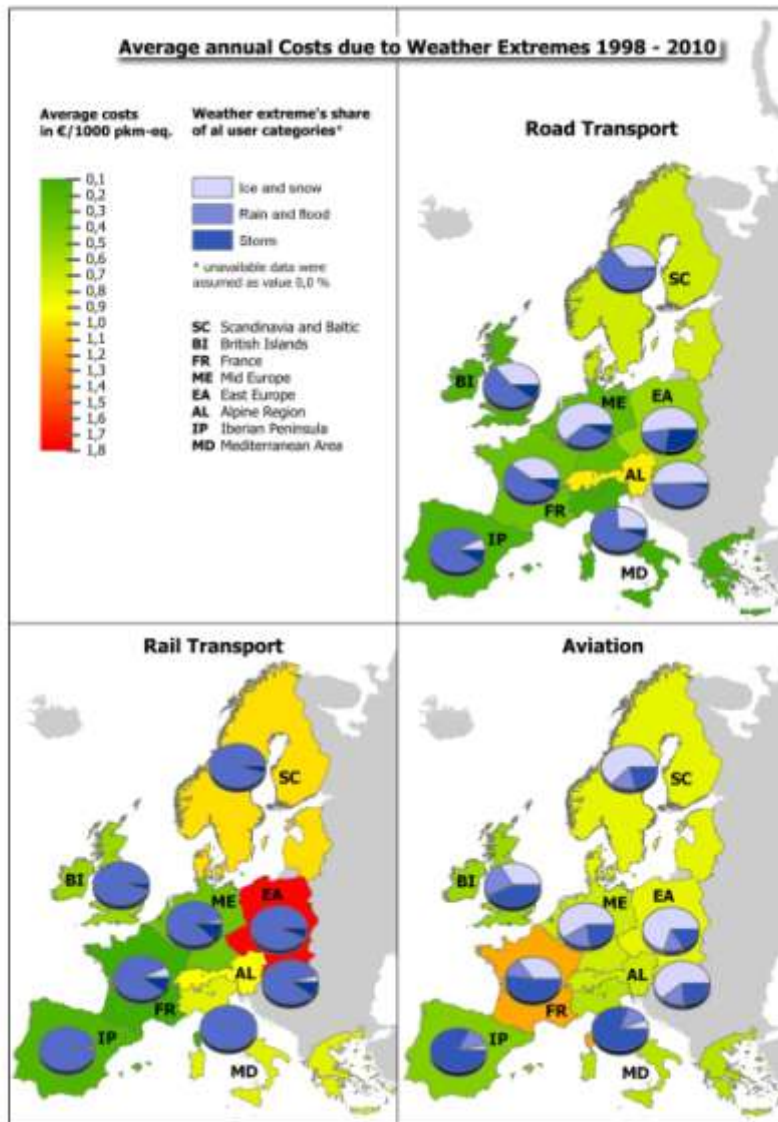 Average annual Costs due to Weather Extremes 1998 - 2010
Average costs
in €/1000 pkm-eq.
0,1
0,2
0,3
0,4
0,5
0,6
0,7
0,8
0,9
1,0
1,1
1,2
1,3
1,4
1,5
1,6
1,7
1,8
Weather extreme's share
of al user categories*
Ice and snow
Rain and flood
Storm
* unavailable data were
assumed as value 0,0 %
SC Scandinavia and Baltic
BI British Islands
FR France
ME Mid Europe
EA East Europe
AL Alpine Region
IP Iberian Peninsula
MD Mediterranean Area
Road Transport
SC
BI
ME
EA
AL
FR
IP
MD
Rail Transport
SC
BI
ME
EA
AL
FR
IP
MD
Aviation
SC
BI
ME
EA
AL
FR
IP
MD